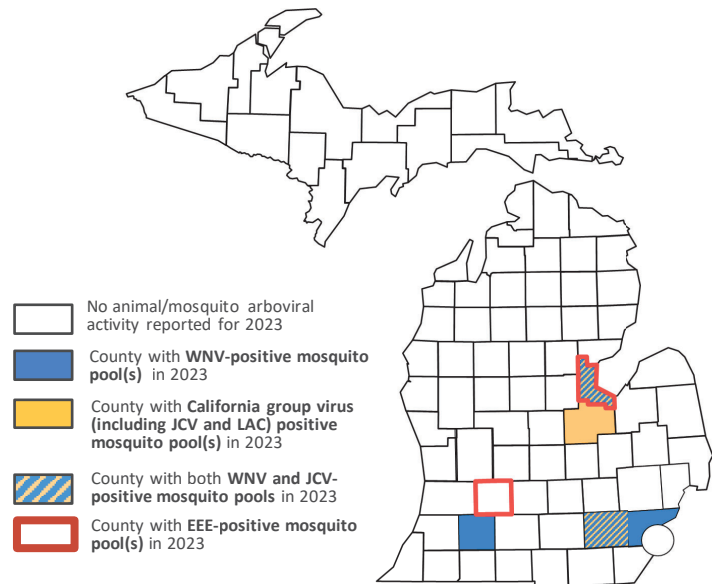 No animal/mosquito arboviral
activity reported for 2023
County with WNV-positive mosquito
pool(s) in 2023
County with California group virus
(including JCV and LAC) positive
mosquito pool(s) in 2023
County with both WNV and JCV-
positive mosquito pools in 2023
County with EEE-positive mosquito
pool(s) in 2023